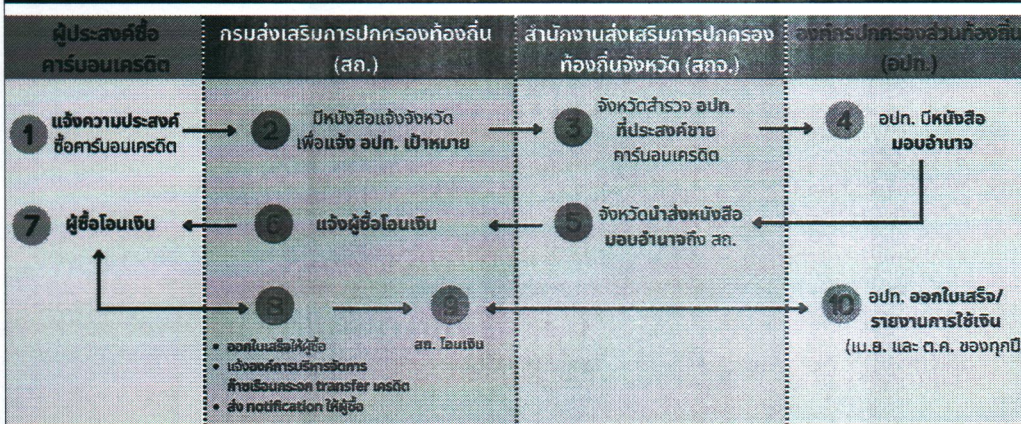 ผู้ประสงค์ซื้อ
คาร์บอนเครดิต
กรมส่งเสริมการปกครองท้องถิ่น
(สถ.)
สำนักงานส่งเสริมการปกครอง
ท้องถิ่นจังหวัด (สถจ.)
องค์กรปกครองส่วนท้องถิ่น
(อปท.)
1 แจ้งความประสงค์
ซื้อคาร์บอนเครดิต
2 มีหนังสือแจ้งจังหวัด
เพื่อแจ้ง อปท. เป้าหมาย
3 จังหวัดสำรวจ อปท.
ที่ประสงค์ขาย
คาร์บอนเครดิต
4 อปท. มีหนังสือ
มอบอำนาจ
7 ผู้ซื้อโอนเงิน
6 แจ้งผู้ซื้อโอนเงิน
5 จังหวัดนำส่งหนังสือ
มอบอำนาจถึง สถ.
8
• ออกใบเสร็จให้ผู้ซื้อ
• แจ้งองค์การบริหารจัดการ
ก๊าซเรือนกระจก transfer เครดิต
• ส่ง notification ให้ผู้ซื้อ
9
สถ. โอนเงิน
10 อปท. ออกใบเสร็จ/
รายงานการใช้เงิน
(เม.ย. และ ต.ค. ของทุกปี